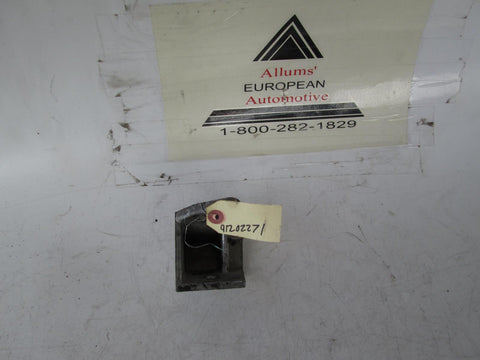 Allums'
EUROPEAN
Automotive
1-800-282-1829
91202271